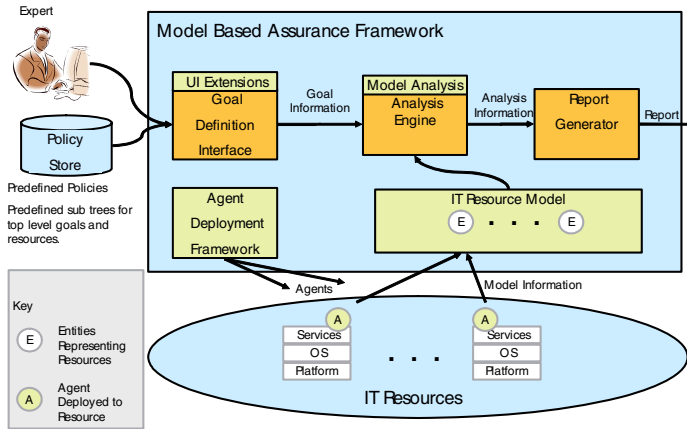 Expert
Model Based Assurance Framework
UI Extensions
Goal
Definition
Interface
Goal
Information
Model Analysis
Analysis
Engine
Analysis
Information
Report
Generator
Report
Policy
Store
Predefined Policies
Predefined sub trees for
top level goals and
resources.
Agent
Deployment
Framework
IT Resource Model
E . . . E
Agents
Model Information
Key
E
Entities
Representing
Resources
A
Agent
Deployed to
Resource
A
Services
OS
Platform
. . .
A
Services
OS
Platform
IT Resources